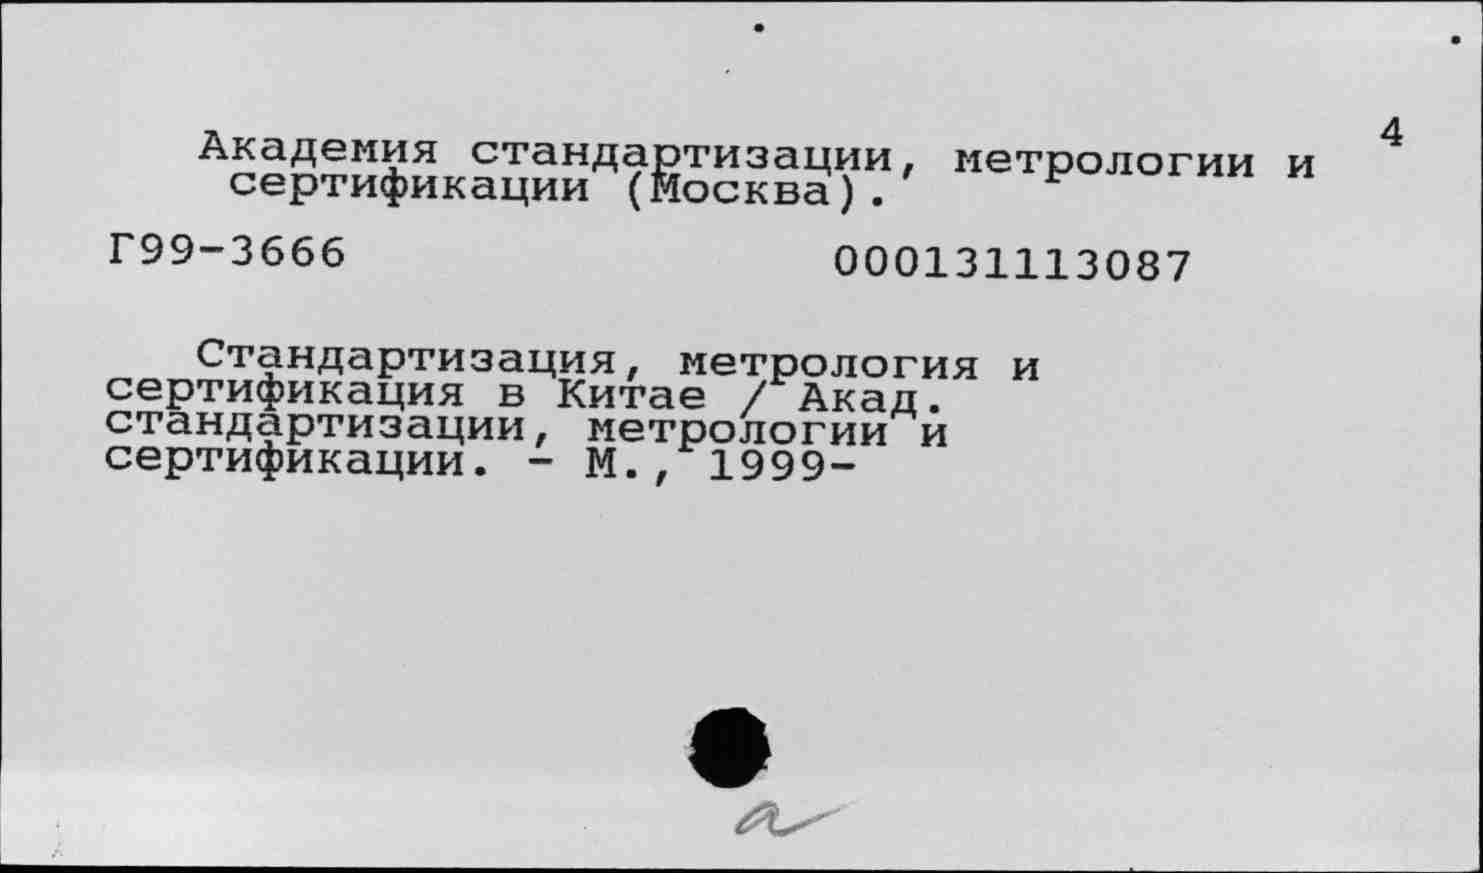 4
Академия стандартизации, метрологии и
сертификации (Москва).
Г99-3666 000131113087
Стандартизация, метрология и
сертификация в Китае / Акад.
стандартизации, метрологии и
сертификации. - М., 1999-
а